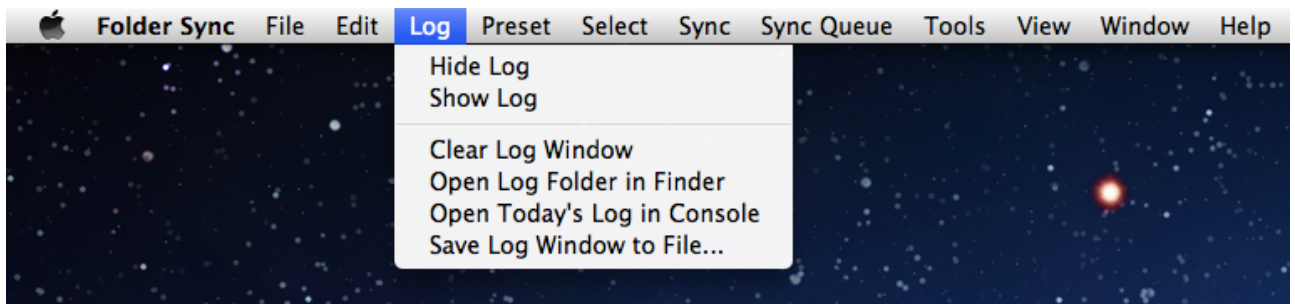 Folder Sync File Edit Log Preset Select Sync Sync Queue Tools View Window Help
Hide Log
Show Log
Clear Log Window
Open Log Folder in Finder
Open Today's Log in Console
Save Log Window to File...